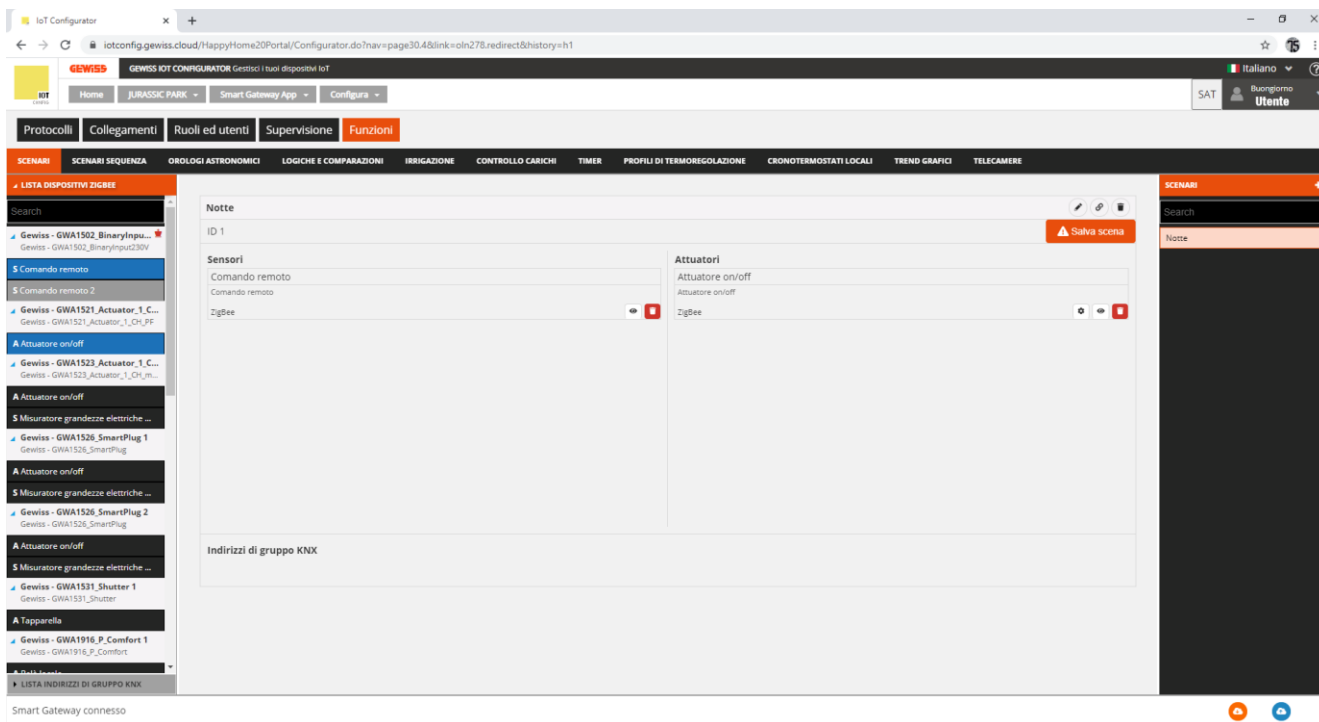 IoT Configurator
iotconfig.gewiss.cloud/HappyHome20Portal/Configurator.do?nav=page30.4&link=oln278.redirect&history=h1
GEWISS
GEWISS IOT CONFIGURATOR Gestisci i tuoi dispositivi IoT
Italiano
IOT
Home
JURASSIC PARK
Smart Gateway App
Configura
SAT
Buongiorno
Utente
Protocolli
Collegamenti
Ruoli ed utenti
Supervisione
Funzioni
SCENARI
SCENARI SEQUENZA
OROLOGI ASTRONOMICI
LOGICHE E COMPARAZIONI
IRRIGAZIONE
CONTROLLO CARICHI
TIMER
PROFILI DI TERMOREGOLAZIONE
CRONOTERMOSTATI LOCALI
TREND GRAFICI
TELECAMERE
LISTA DISPOSITIVI ZIGBEE
Search
Gewiss - GWA1502_BinaryInpu...
Gewiss - GWA1502_BinaryInput230V
S Comando remoto
S Comando remoto 2
Gewiss - GWA1521_Actuator_1_C...
Gewiss - GWA1521_Actuator_1_CH_PF
A Attuatore on/off
Gewiss - GWA1523_Actuator_1_C...
Gewiss - GWA1523_Actuator_1_CH_m...
A Attuatore on/off
S Misuratore grandezze elettriche ...
Gewiss - GWA1526_SmartPlug 1
Gewiss - GWA1526_SmartPlug
A Attuatore on/off
S Misuratore grandezze elettriche ...
Gewiss - GWA1526_SmartPlug 2
Gewiss - GWA1526_SmartPlug
A Attuatore on/off
S Misuratore grandezze elettriche ...
Gewiss - GWA1531_Shutter 1
Gewiss - GWA1531_Shutter
A Tapparella
Gewiss - GWA1916_P_Comfort 1
Gewiss - GWA1916_P_Comfort
LISTA INDIRIZZI DI GRUPPO KNX
Notte
ID 1
Salva scena
Sensori
Comando remoto
Comando remoto
ZigBee
Attuatori
Attuatore on/off
Attuatore on/off
ZigBee
Indirizzi di gruppo KNX
SCENARI
Search
Notte
Smart Gateway connesso